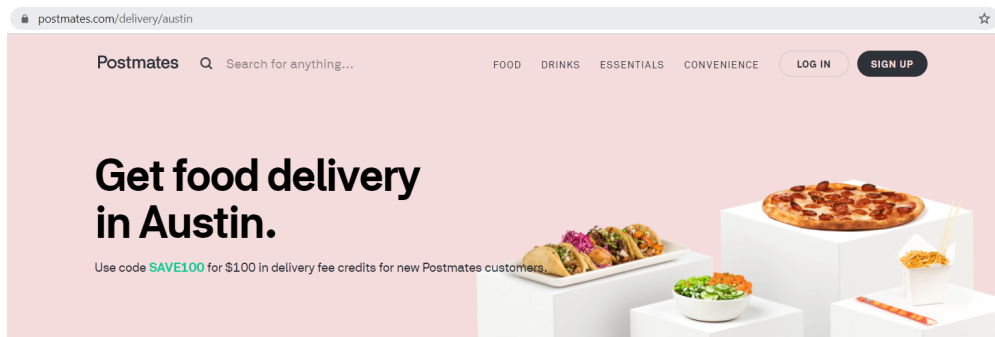 postmates.com/delivery/austin
Postmates Search for anything... FOOD DRINKS ESSENTIALS CONVENIENCE LOG IN SIGN UP
Get food delivery
in Austin.
Use code SAVE100 for $100 in delivery fee credits for new Postmates customers.